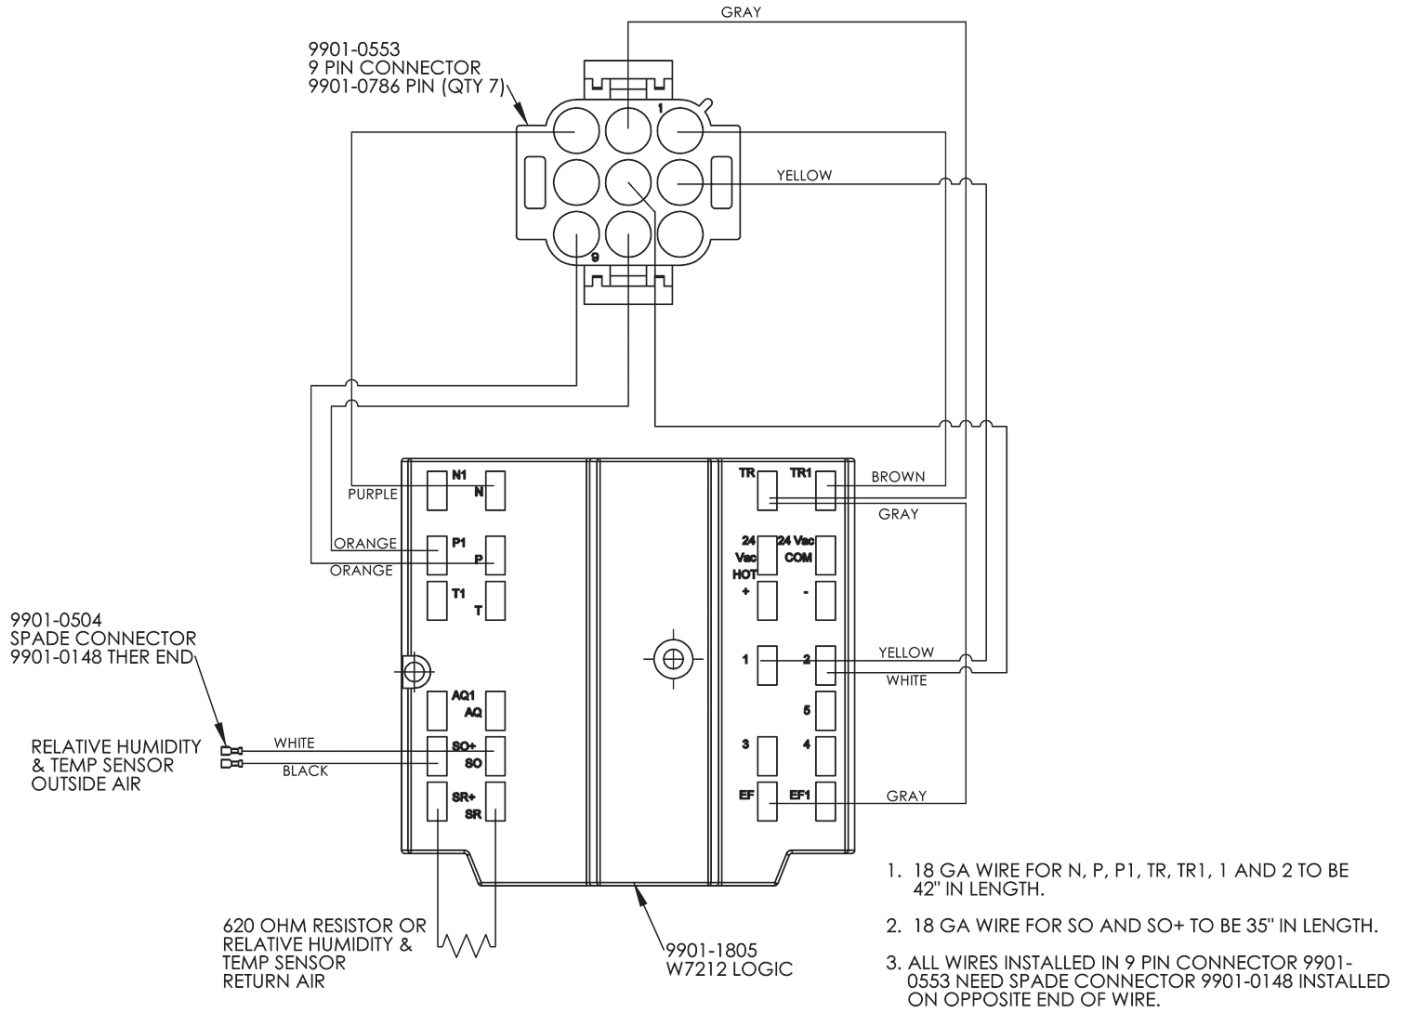 GRAY
9901-0553
9 PIN CONNECTOR
9901-0786 PIN (QTY 7)
1
YELLOW
9
N1
N
PURPLE
TR
TR1
BROWN
GRAY
ORANGE
P1
P
ORANGE
24
Vac
HOT
24 Vac
COM
T1
T
+
-
9901-0504
SPADE CONNECTOR
9901-0148 THER END
1
2
YELLOW
WHITE
AQ1
AQ
5
RELATIVE HUMIDITY
& TEMP SENSOR
OUTSIDE AIR
WHITE
BLACK
SO+
SO
3
4
SR+
SR
EF
EF1
GRAY
620 OHM RESISTOR OR
RELATIVE HUMIDITY &
TEMP SENSOR
RETURN AIR
9901-1805
W7212 LOGIC
1. 18 GA WIRE FOR N, P, P1, TR, TR1, 1 AND 2 TO BE
42" IN LENGTH.
2. 18 GA WIRE FOR SO AND SO+ TO BE 35" IN LENGTH.
3. ALL WIRES INSTALLED IN 9 PIN CONNECTOR 9901-
0553 NEED SPADE CONNECTOR 9901-0148 INSTALLED
ON OPPOSITE END OF WIRE.